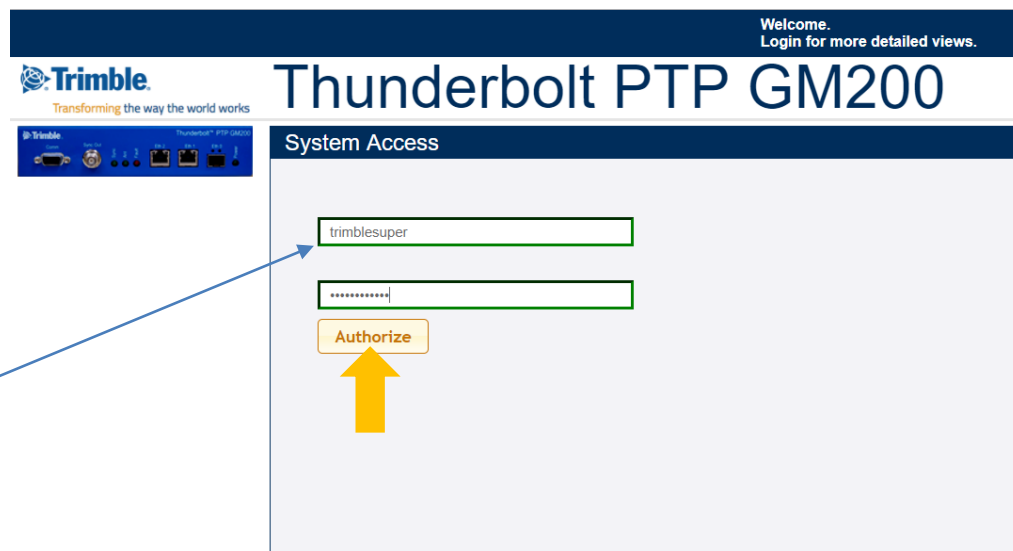 Welcome.
Login for more detailed views.
Trimble.
Transforming the way the world works
Thunderbolt PTP GM200
Trimble
Thunderbolt™ PTP GM200
System Access
trimblesuper
••••••••••••
Authorize